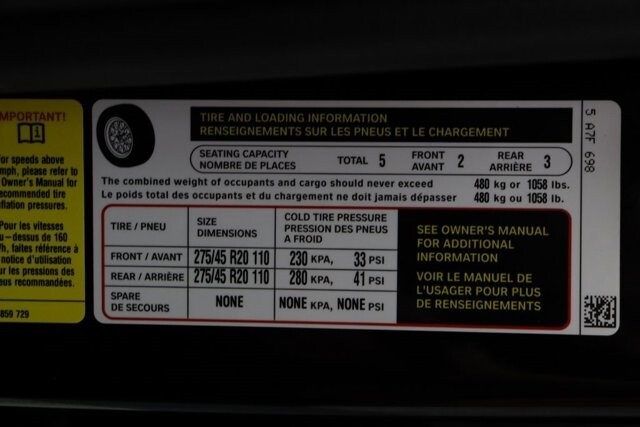 IMPORTANT!
For speeds above
mph, please refer to
Owner's Manual for
recommended tire
inflation pressures.
Pour les vitesses
au-dessus de 160
h, faites référence à
notice d'utilisation
ur les pressions des
eus recommandées.
859 729
TIRE AND LOADING INFORMATION
RENSEIGNEMENTS SUR LES PNEUS ET LE CHARGEMENT
SEATING CAPACITY
NOMBRE DE PLACES
TOTAL 5
FRONT
AVANT 2
REAR
ARRIÈRE 3
The combined weight of occupants and cargo should never exceed 480 kg or 1058 lbs.
Le poids total des occupants et du chargement ne doit jamais dépasser 480 kg ou 1058 lb.
TIRE / PNEU
SIZE
DIMENSIONS
COLD TIRE PRESSURE
PRESSION DES PNEUS
A FROID
FRONT / AVANT 275/45 R20 110 230 KPA, 33 PSI
REAR / ARRIÈRE 275/45 R20 110 280 KPA, 41 PSI
SPARE
DE SECOURS NONE NONE KPA, NONE PSI
SEE OWNER'S MANUAL
FOR ADDITIONAL
INFORMATION
VOIR LE MANUEL DE
L'USAGER POUR PLUS
DE RENSEIGNEMENTS
5 A7F 698